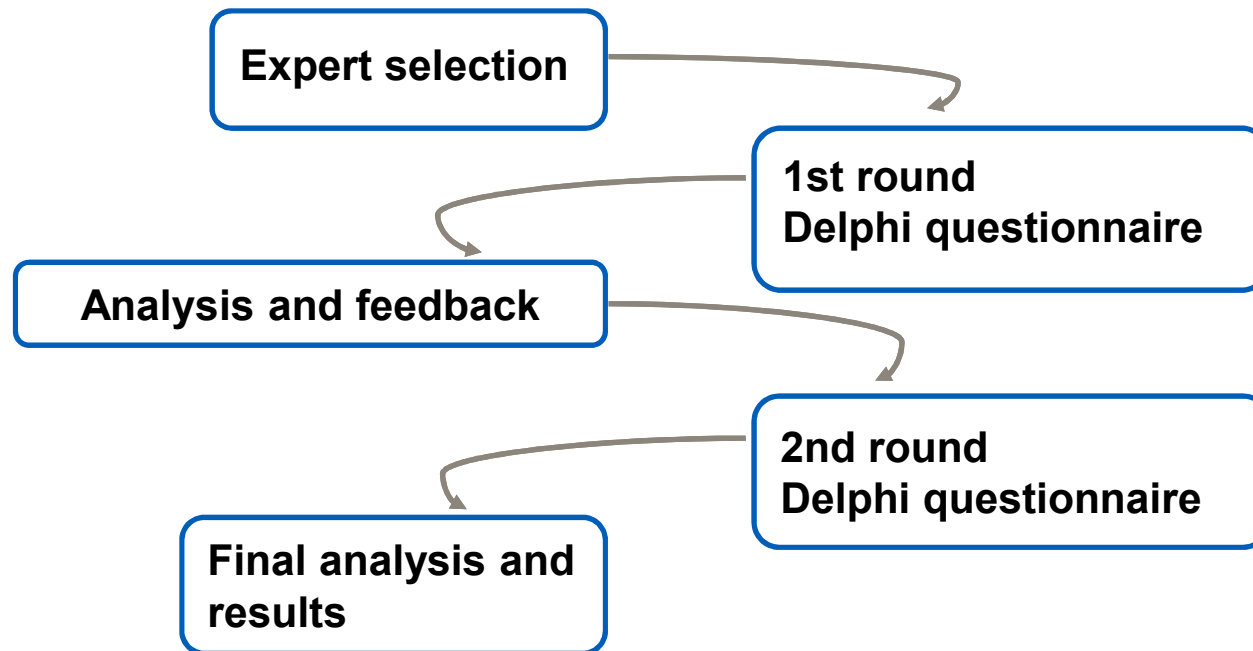 Expert selection
1st round
Delphi questionnaire
Analysis and feedback
2nd round
Delphi questionnaire
Final analysis and
results